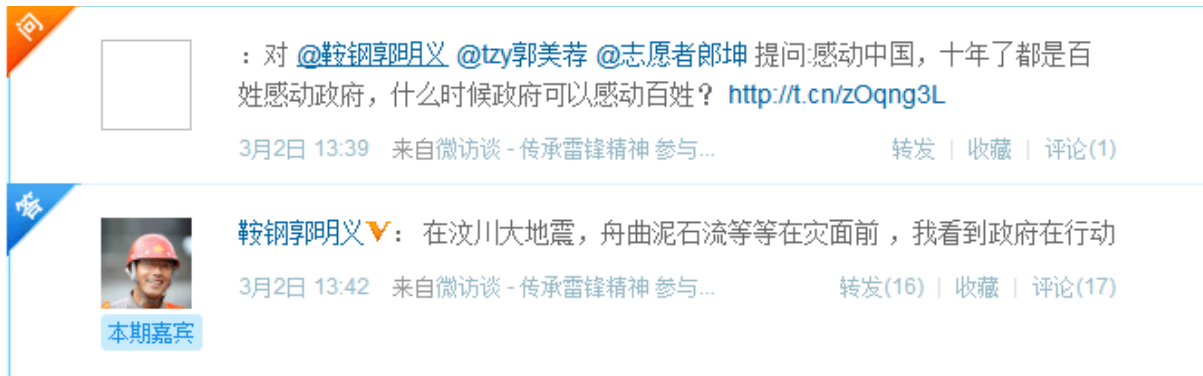 问
：对 @鞍钢郭明义 @tzy郭美荐 @志愿者郎坤 提问:感动中国，十年了都是百
姓感动政府，什么时候政府可以感动百姓？ http://t.cn/zOqng3L
3月2日 13:39 来自微访谈 - 传承雷锋精神 参与... 转发 | 收藏 | 评论(1)
答
鞍钢郭明义V： 在汶川大地震，舟曲泥石流等等在灾面前 ，我看到政府在行动
3月2日 13:42 来自微访谈 - 传承雷锋精神 参与... 转发(16) | 收藏 | 评论(17)
本期嘉宾